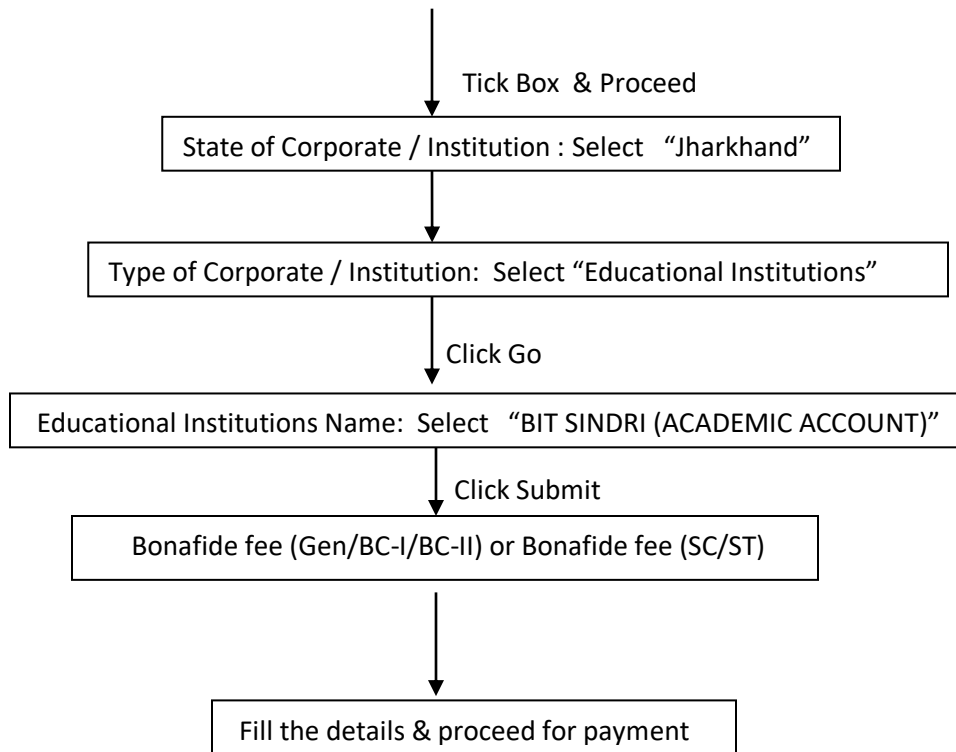 Tick Box & Proceed
State of Corporate / Institution : Select “Jharkhand”
Type of Corporate / Institution: Select “Educational Institutions”
Click Go
Educational Institutions Name: Select “BIT SINDRI (ACADEMIC ACCOUNT)”
Click Submit
Bonafide fee (Gen/BC-I/BC-II) or Bonafide fee (SC/ST)
Fill the details & proceed for payment